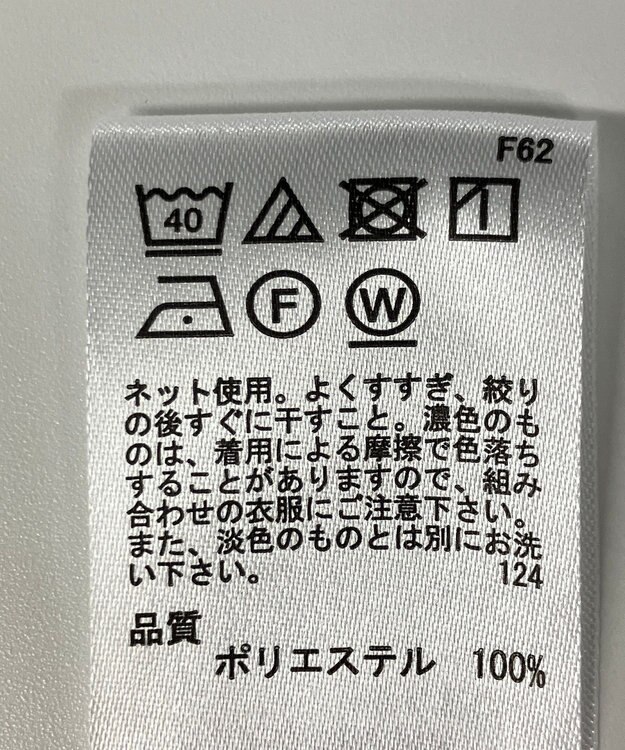 F62
40
F W
ネット使用。よくすすぎ、絞り
の後すぐに干すこと。濃色のも
のは、着用による摩擦で色落ち
することがありますので、組み
合わせの衣服にご注意下さい。
また、淡色のものとは別にお洗
い下さい。 124
品質
ポリエステル 100%